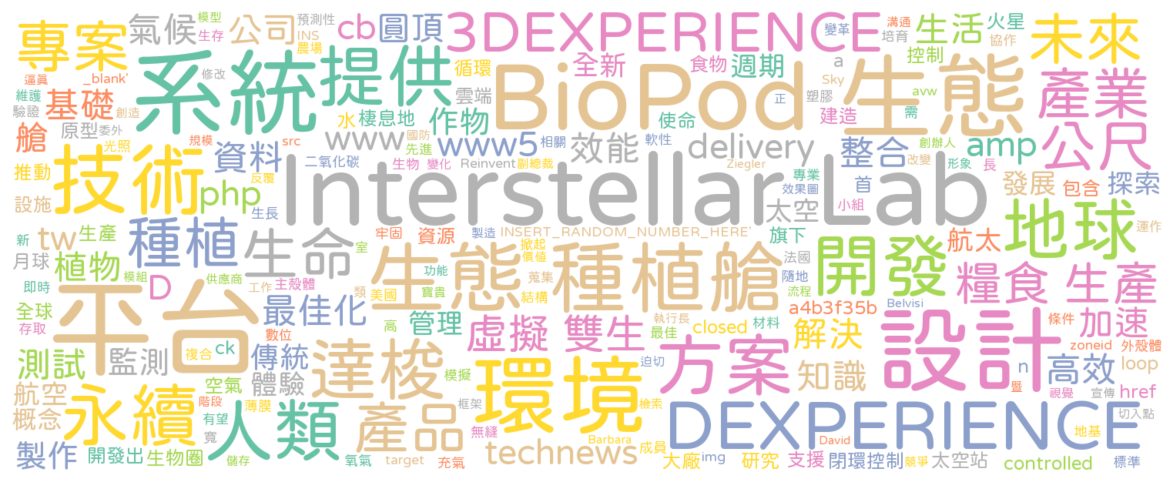 專案 氣候 模型 生存 公司 預測性 INS 農場 cb 圓頂 3DEXPERIENCE 變革 溝通 培育 生活 火星 協作 未來
逼真 _blank' 修改 系統 提供 循環 全新 食物 週期 a 控制 產業
維護 驗證 基礎 創造 雲端 BioPod Sky 塑膠 正 avw 需 生態
艙 原型 委外 水 棲息地 作物 使命 建造 公尺
光照 規模 src www 國防 先進 www5 相關 效能 軟性 delivery 整合 創辦人 amp
推動 資料 二氧化碳 生物 變化 Reinvent 副總裁 Ziegler 專業 形象 改變 長 發展 包含 探索
設施 技術 php 反覆 生長 Interstellar Lab 效果圖 首 小組 太空
新 tw 生產 種植 生命 室 牢固 資源 製造 INSERT_RANDOM_NUMBER_HERE' 旗下 航太 地球 運作
月球 植物 掀起 價值 法國 開發
即時 模組 供應商 主殼體 功能 生態 種植艙 蒐集 隨地 糧食 生產
全球 存取 平台 D 工作 類 美國 寶貴 結構 流程 a4b3f35b Belvisi
最佳化 數位 高 管理 執行長 虛擬 雙生 最佳 closed 材料 解決 設計 條件 加速 外殼體
測試 監測 複合 ck 傳統 達梭 模擬 環境 迫切 方案 zoneid loop
航空 空氣 體驗 框架 知識 n 暨 高效 視覺 宣傳 href
概念 永續 階段 有望 薄膜 人類 產品 檢索 DEXPERIENCE 切入點
製作 開發出 生物圈 寬 儲存 氧氣 無縫 technews Barbara 成員 地基
target 充氣 大廠 img 研究 David 支援 閉環控制 競爭 太空站 controlled 標準